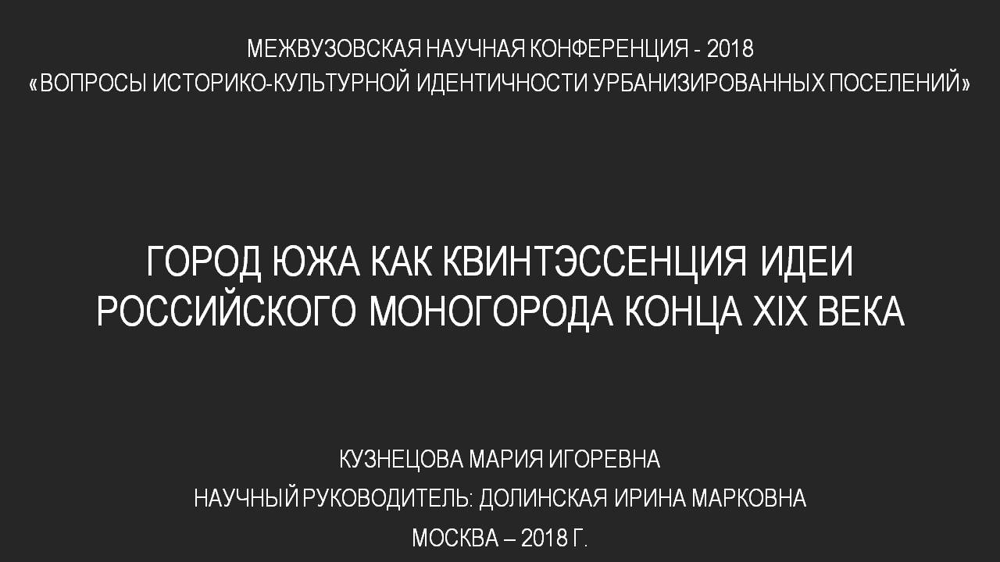 МЕЖВУЗОВСКАЯ НАУЧНАЯ КОНФЕРЕНЦИЯ - 2018
«ВОПРОСЫ ИСТОРИКО-КУЛЬТУРНОЙ ИДЕНТИЧНОСТИ УРБАНИЗИРОВАННЫХ ПОСЕЛЕНИЙ»
ГОРОД ЮЖА КАК КВИНТЭССЕНЦИЯ ИДЕИ
РОССИЙСКОГО МОНОГОРОДА КОНЦА XIX ВЕКА
КУЗНЕЦОВА МАРИЯ ИГОРЕВНА
НАУЧНЫЙ РУКОВОДИТЕЛЬ: ДОЛИНСКАЯ ИРИНА МАРКОВНА
МОСКВА – 2018 Г.